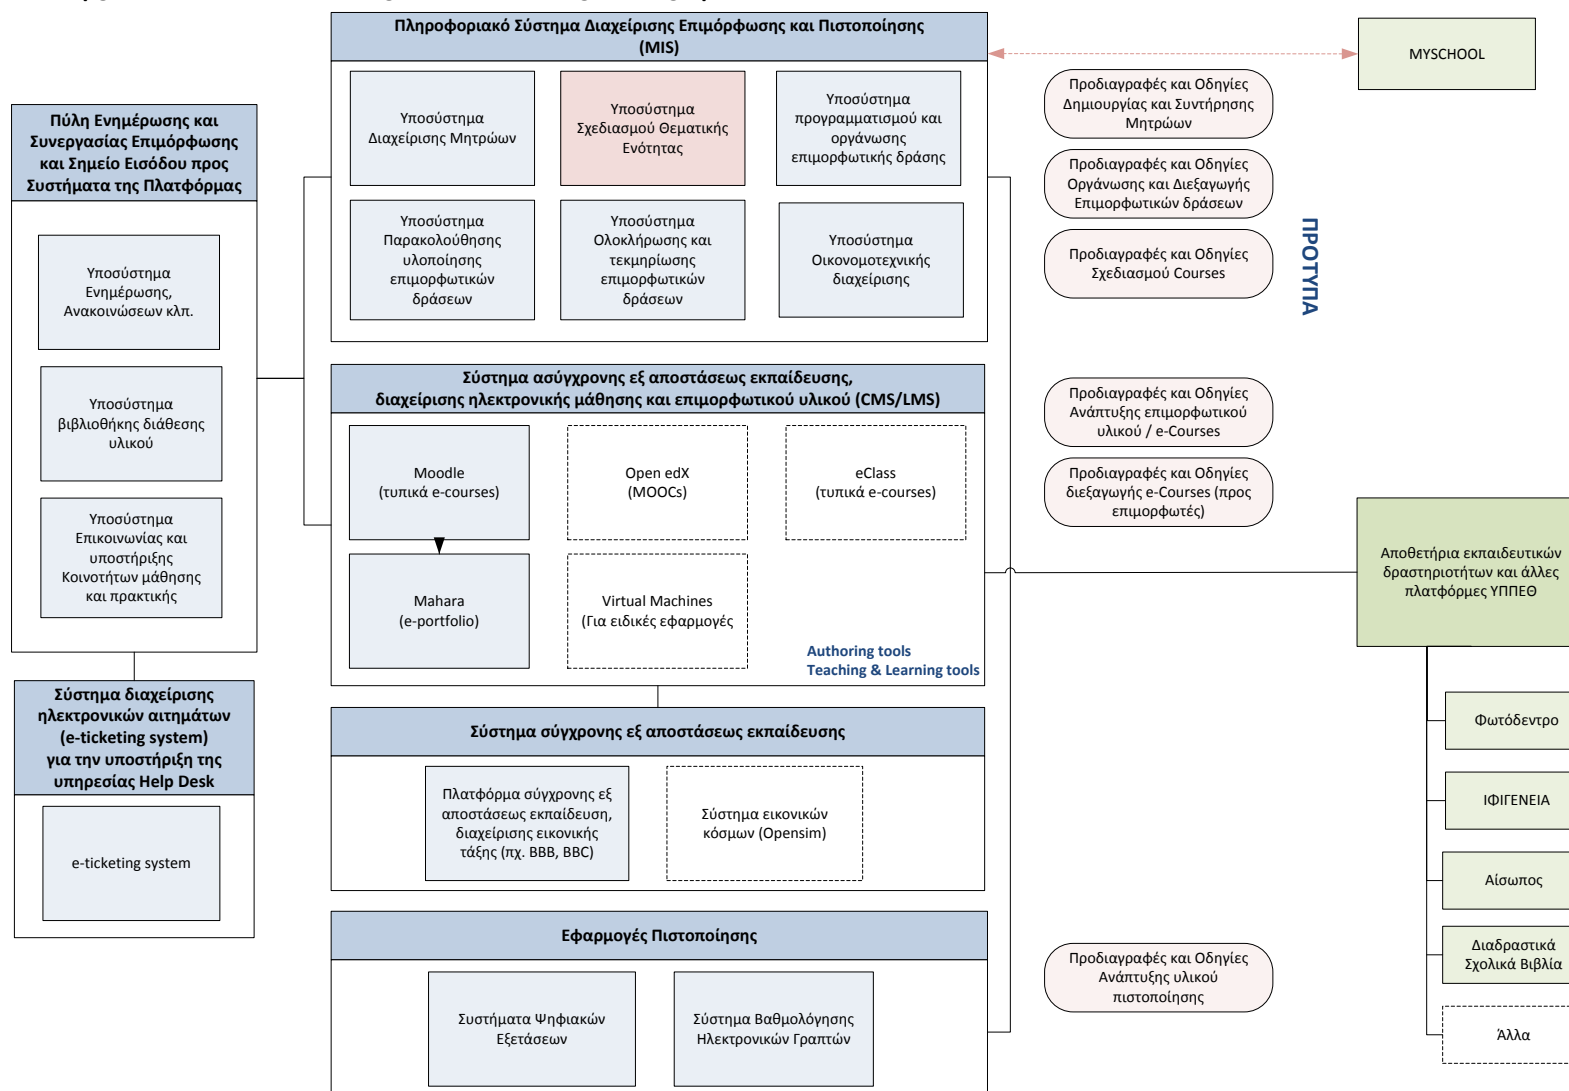 Πληροφοριακό Σύστημα Διαχείρισης Επιμόρφωσης και Πιστοποίησης
(MIS)
MYSCHOOL
Πύλη Ενημέρωσης και
Συνεργασίας Επιμόρφωσης
και Σημείο Εισόδου προς
Συστήματα της Πλατφόρμας
Υποσύστημα
Ενημέρωσης,
Ανακοινώσεων κλπ.
Υποσύστημα
βιβλιοθήκης διάθεσης
υλικού
Υποσύστημα
Επικοινωνίας και
υποστήριξης
Κοινοτήτων μάθησης
και πρακτικής
Σύστημα διαχείρισης
ηλεκτρονικών αιτημάτων
(e-ticketing system)
για την υποστήριξη της
υπηρεσίας Help Desk
e-ticketing system
Υποσύστημα
Διαχείρισης Μητρώων
Υποσύστημα
Σχεδιασμού Θεματικής
Ενότητας
Υποσύστημα
προγραμματισμού και
οργάνωσης
επιμορφωτικής δράσης
Υποσύστημα
Παρακολούθησης
υλοποίησης
επιμορφωτικών
δράσεων
Υποσύστημα
Ολοκλήρωσης και
τεκμηρίωσης
επιμορφωτικών
δράσεων
Υποσύστημα
Οικονομοτεχνικής
διαχείρισης
Σύστημα ασύγχρονης εξ αποστάσεως εκπαίδευσης,
διαχείρισης ηλεκτρονικής μάθησης και επιμορφωτικού υλικού (CMS/LMS)
Moodle
(τυπικά e-courses)
Open edX
(MOOCs)
eClass
(τυπικά e-courses)
Mahara
(e-portfolio)
Virtual Machines
(Για ειδικές εφαρμογές
Authoring tools
Teaching & Learning tools
Σύστημα σύγχρονης εξ αποστάσεως εκπαίδευσης
Πλατφόρμα σύγχρονης εξ
αποστάσεως εκπαίδευση,
διαχείρισης εικονικής
τάξης (πχ. BBB, BBC)
Σύστημα εικονικών
κόσμων (Opensim)
Εφαρμογές Πιστοποίησης
Συστήματα Ψηφιακών
Εξετάσεων
Σύστημα Βαθμολόγησης
Ηλεκτρονικών Γραπτών
Προδιαγραφές και Οδηγίες
Δημιουργίας και Συντήρησης
Μητρώων
Προδιαγραφές και Οδηγίες
Οργάνωσης και Διεξαγωγής
Επιμορφωτικών δράσεων
Προδιαγραφές και Οδηγίες
Σχεδιασμού Courses
ΠΡΟΤΥΠΑ
Προδιαγραφές και Οδηγίες
Ανάπτυξης επιμορφωτικού
υλικού / e-Courses
Προδιαγραφές και Οδηγίες
διεξαγωγής e-Courses (προς
επιμορφωτές)
Προδιαγραφές και Οδηγίες
Ανάπτυξης υλικού
πιστοποίησης
Αποθετήρια εκπαιδευτικών
δραστηριοτήτων και άλλες
πλατφόρμες ΥΠΠΕΘ
Φωτόδεντρο
ΙΦΙΓΕΝΕΙΑ
Αίσωπος
Διαδραστικά
Σχολικά Βιβλία
Άλλα